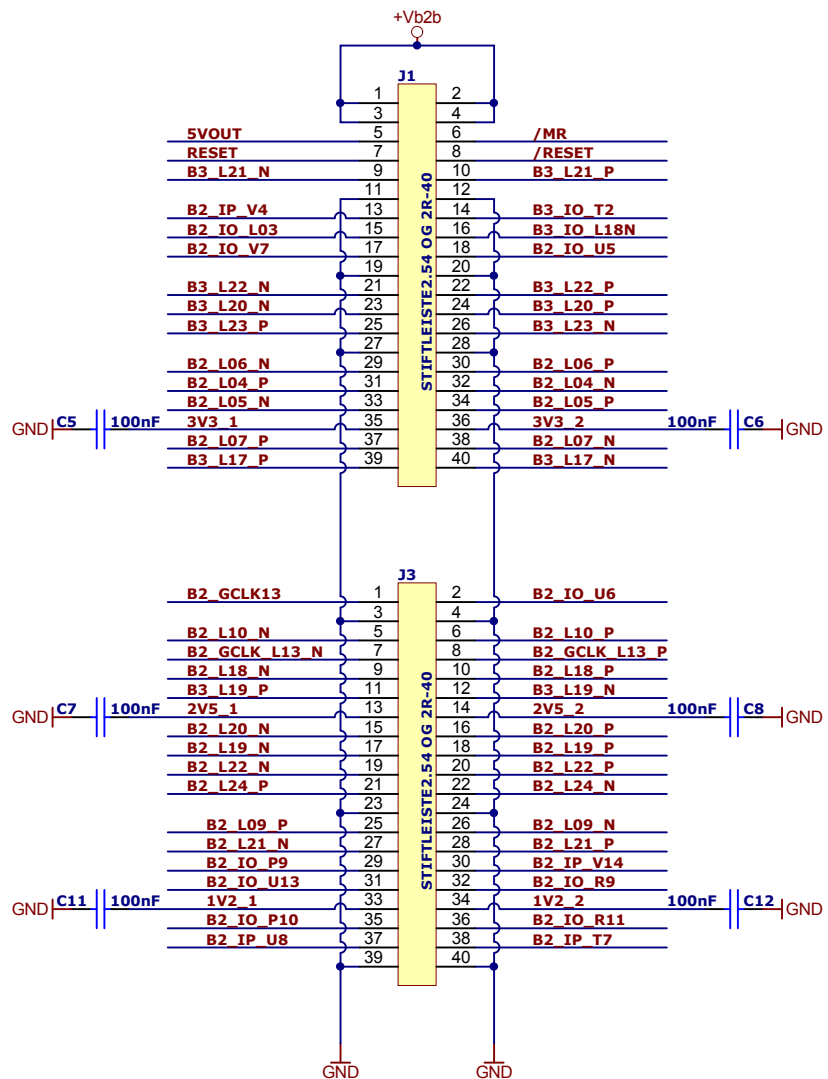 +Vb2b
J1
1 2
3 4
5VOUT 5 6 /MR
RESET 7 8 /RESET
B3_L21_N 9 10 B3_L21_P
11 12
B2_IP_V4 13 14 B3_IO_T2
B2_IO_L03 15 16 B3_IO_L18N
B2_IO_V7 17 18 B2_IO_U5
19 20
B3_L22_N 21 22 B3_L22_P
B3_L20_N 23 24 B3_L20_P
B3_L23_P 25 26 B3_L23_N
27 28
B2_L06_N 29 30 B2_L06_P
B2_L04_P 31 32 B2_L04_N
B2_L05_N 33 34 B2_L05_P
GND C5 100nF 3V3_1 35 36 3V3_2 100nF C6 GND
B2_L07_P 37 38 B2_L07_N
B3_L17_P 39 40 B3_L17_N
STIFTLEISTE2.54 OG 2R-40
J3
B2_GCLK13 1 2 B2_IO_U6
3 4
B2_L10_N 5 6 B2_L10_P
B2_GCLK_L13_N 7 8 B2_GCLK_L13_P
B2_L18_N 9 10 B2_L18_P
B3_L19_P 11 12 B3_L19_N
GND C7 100nF 2V5_1 13 14 2V5_2 100nF C8 GND
B2_L20_N 15 16 B2_L20_P
B2_L19_N 17 18 B2_L19_P
B2_L22_N 19 20 B2_L22_P
B2_L24_P 21 22 B2_L24_N
23 24
B2_L09_P 25 26 B2_L09_N
B2_L21_N 27 28 B2_L21_P
B2_IO_P9 29 30 B2_IP_V14
B2_IO_U13 31 32 B2_IO_R9
GND C11 100nF 1V2_1 33 34 1V2_2 100nF C12 GND
B2_IO_P10 35 36 B2_IO_R11
B2_IP_U8 37 38 B2_IP_T7
39 40
STIFTLEISTE2.54 OG 2R-40
GND GND